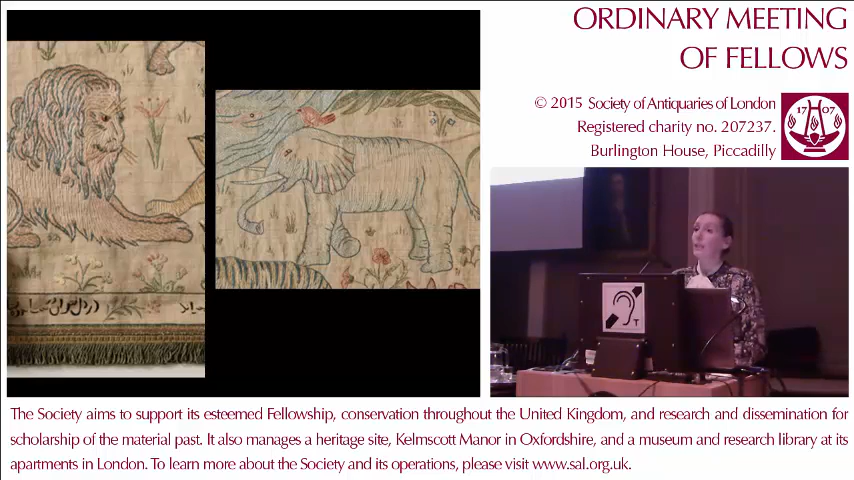 ORDINARY MEETING
OF FELLOWS
© 2015 Society of Antiquaries of London
Registered charity no. 207237.
Burlington House, Piccadilly
17 07
T
The Society aims to support its esteemed Fellowship, conservation throughout the United Kingdom, and research and dissemination for
scholarship of the material past. It also manages a heritage site, Kelmscott Manor in Oxfordshire, and a museum and research library at its
apartments in London. To learn more about the Society and its operations, please visit www.sal.org.uk.